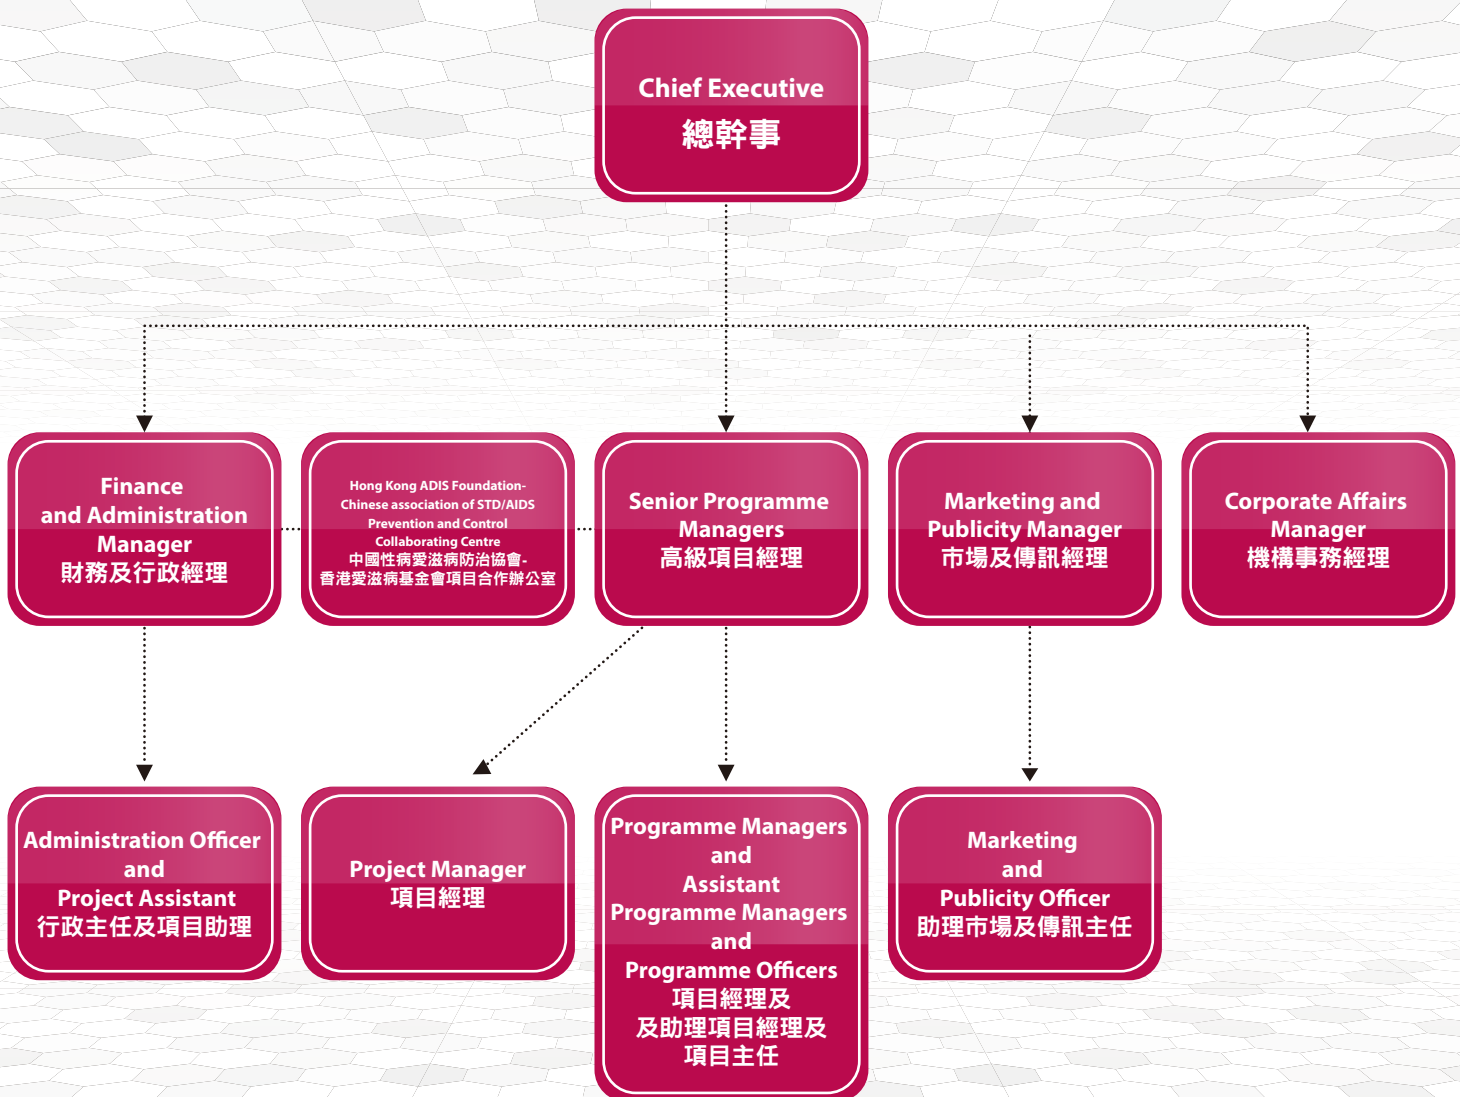 Chief Executive
總幹事
Finance
and Administration
Manager
財務及行政經理
Hong Kong ADIS Foundation-
Chinese association of STD/AIDS
Prevention and Control
Collaborating Centre
中國性病愛滋病防治協會-
香港愛滋病基金會項目合作辦公室
Senior Programme
Managers
高級項目經理
Marketing and
Publicity Manager
市場及傳訊經理
Corporate Affairs
Manager
機構事務經理
Administration Officer
and
Project Assistant
行政主任及項目助理
Project Manager
項目經理
Programme Managers
and
Assistant
Programme Managers
and
Programme Officers
項目經理及
及助理項目經理及
項目主任
Marketing
and
Publicity Officer
助理市場及傳訊主任